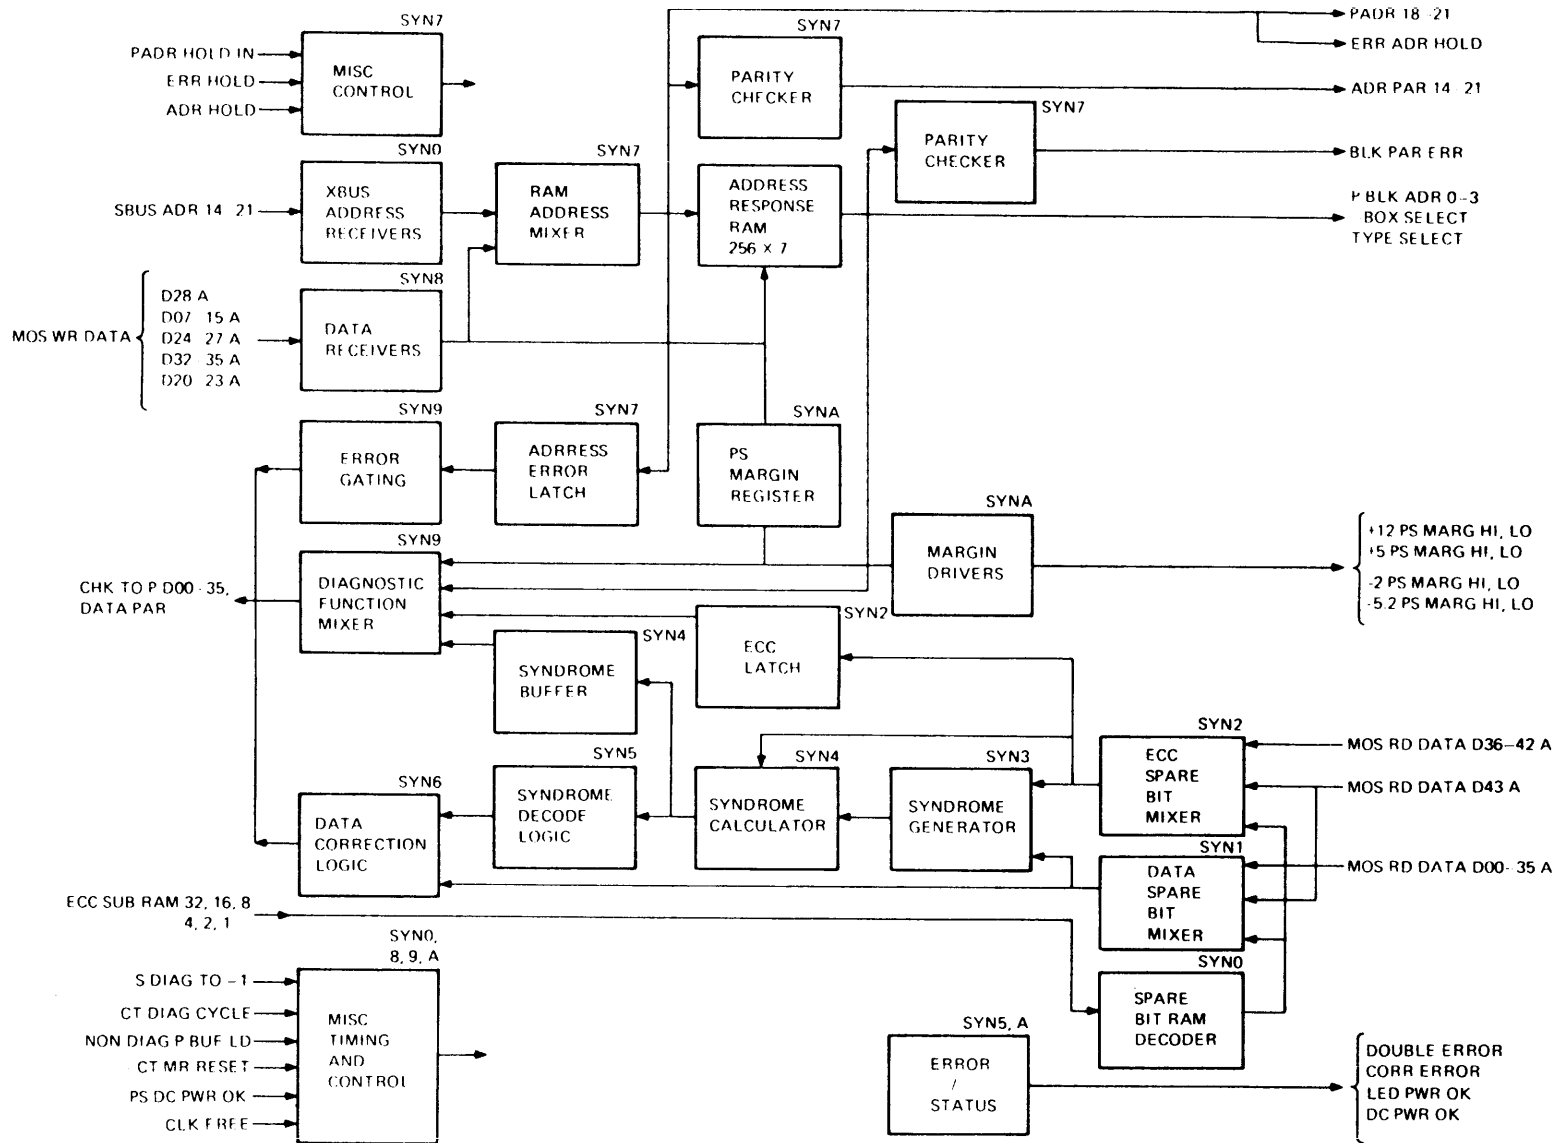 SYN7
PADR HOLD IN
ERR HOLD
ADR HOLD
MISC
CONTROL
SYN7
PARITY
CHECKER
PADR 18-21
ERR ADR HOLD
ADR PAR 14-21
SYN7
PARITY
CHECKER
BLK PAR ERR
SYN0
SBUS ADR 14-21
XBUS
ADDRESS
RECEIVERS
SYN7
RAM
ADDRESS
MIXER
ADDRESS
RESPONSE
RAM
256 X 7
P BLK ADR 0-3
BOX SELECT
TYPE SELECT
SYN8
MOS WR DATA
D28 A
D07 15 A
D24 27 A
D32 35 A
D20 23 A
DATA
RECEIVERS
SYN9
ERROR
GATING
SYN7
ADRRESS
ERROR
LATCH
SYNA
PS
MARGIN
REGISTER
SYNA
MARGIN
DRIVERS
+12 PS MARG HI, LO
+5 PS MARG HI, LO
-2 PS MARG HI, LO
-5.2 PS MARG HI, LO
SYN9
CHK TO P D00-35,
DATA PAR
DIAGNOSTIC
FUNCTION
MIXER
SYN2
ECC
LATCH
SYN4
SYNDROME
BUFFER
SYN2
ECC
SPARE
BIT
MIXER
MOS RD DATA D36-42 A
MOS RD DATA D43 A
SYN6
DATA
CORRECTION
LOGIC
SYN5
SYNDROME
DECODE
LOGIC
SYN4
SYNDROME
CALCULATOR
SYN3
SYNDROME
GENERATOR
SYN1
DATA
SPARE
BIT
MIXER
MOS RD DATA D00-35 A
ECC SUB RAM 32, 16, 8
4, 2, 1
SYN0
SPARE
BIT RAM
DECODER
SYN0,
8, 9, A
S DIAG TO -1
CT DIAG CYCLE
NON DIAG P BUF LD
CT MR RESET
PS DC PWR OK
CLK FREE
MISC
TIMING
AND
CONTROL
SYN5, A
ERROR
/
STATUS
DOUBLE ERROR
CORR ERROR
LED PWR OK
DC PWR OK